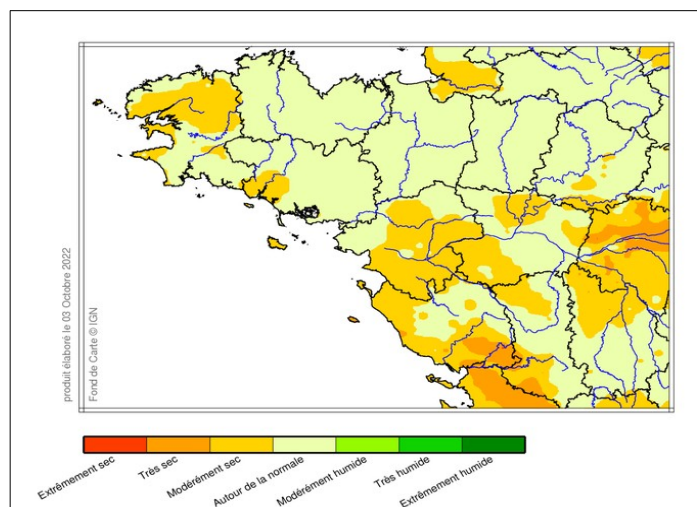 produit élaboré le 03 Octobre 2022
Fond de Carte © IGN
Extrêmement sec
Très sec
Modérément sec
Autour de la normale
Modérément humide
Très humide
Extrêmement humide